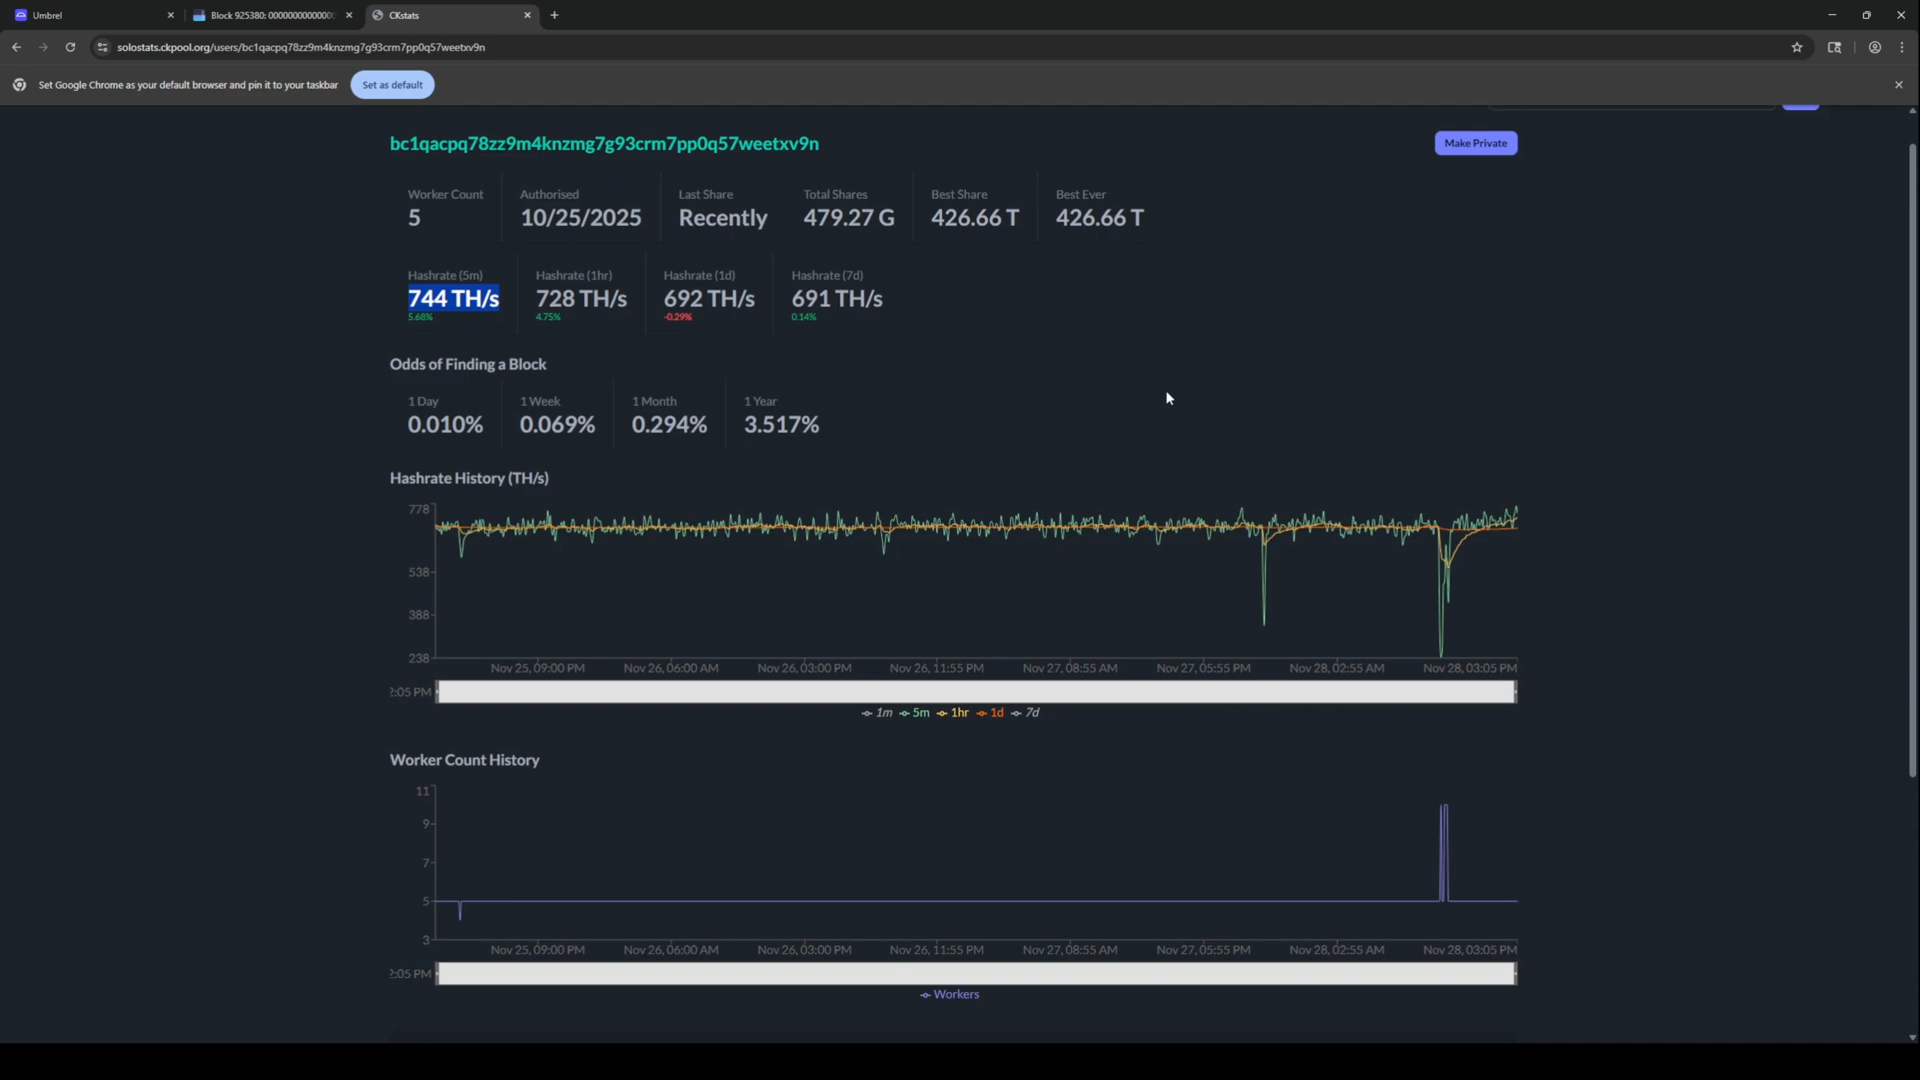 Umbrel
Block 925380: 0000000000000
CKstats
solostats.ckpool.org/users/bc1qacpq78zz9m4knzmg7g93crm7pp0q57weetxv9n
Set Google Chrome as your default browser and pin it to your taskbar
Set as default
bc1qacpq78zz9m4knzmg7g93crm7pp0q57weetxv9n
Make Private
Worker Count Authorised Last Share Total Shares Best Share Best Ever
5 10/25/2025 Recently 479.27 G 426.66 T 426.66 T
Hashrate (5m) Hashrate (1hr) Hashrate (1d) Hashrate (7d)
744 TH/s 728 TH/s 692 TH/s 691 TH/s
5.68% 4.75% -0.29% 0.14%
Odds of Finding a Block
1 Day 1 Week 1 Month 1 Year
0.010% 0.069% 0.294% 3.517%
Hashrate History (TH/s)
778
538
388
238
Nov 25, 09:00 PM Nov 26, 06:00 AM Nov 26, 03:00 PM Nov 26, 11:55 PM Nov 27, 08:55 AM Nov 27, 05:55 PM Nov 28, 02:55 AM Nov 28, 03:05 PM
2:05 PM
1m 5m 1hr 1d 7d
Worker Count History
11
9
7
5
3
Nov 25, 09:00 PM Nov 26, 06:00 AM Nov 26, 03:00 PM Nov 26, 11:55 PM Nov 27, 08:55 AM Nov 27, 05:55 PM Nov 28, 02:55 AM Nov 28, 03:05 PM
2:05 PM
Workers